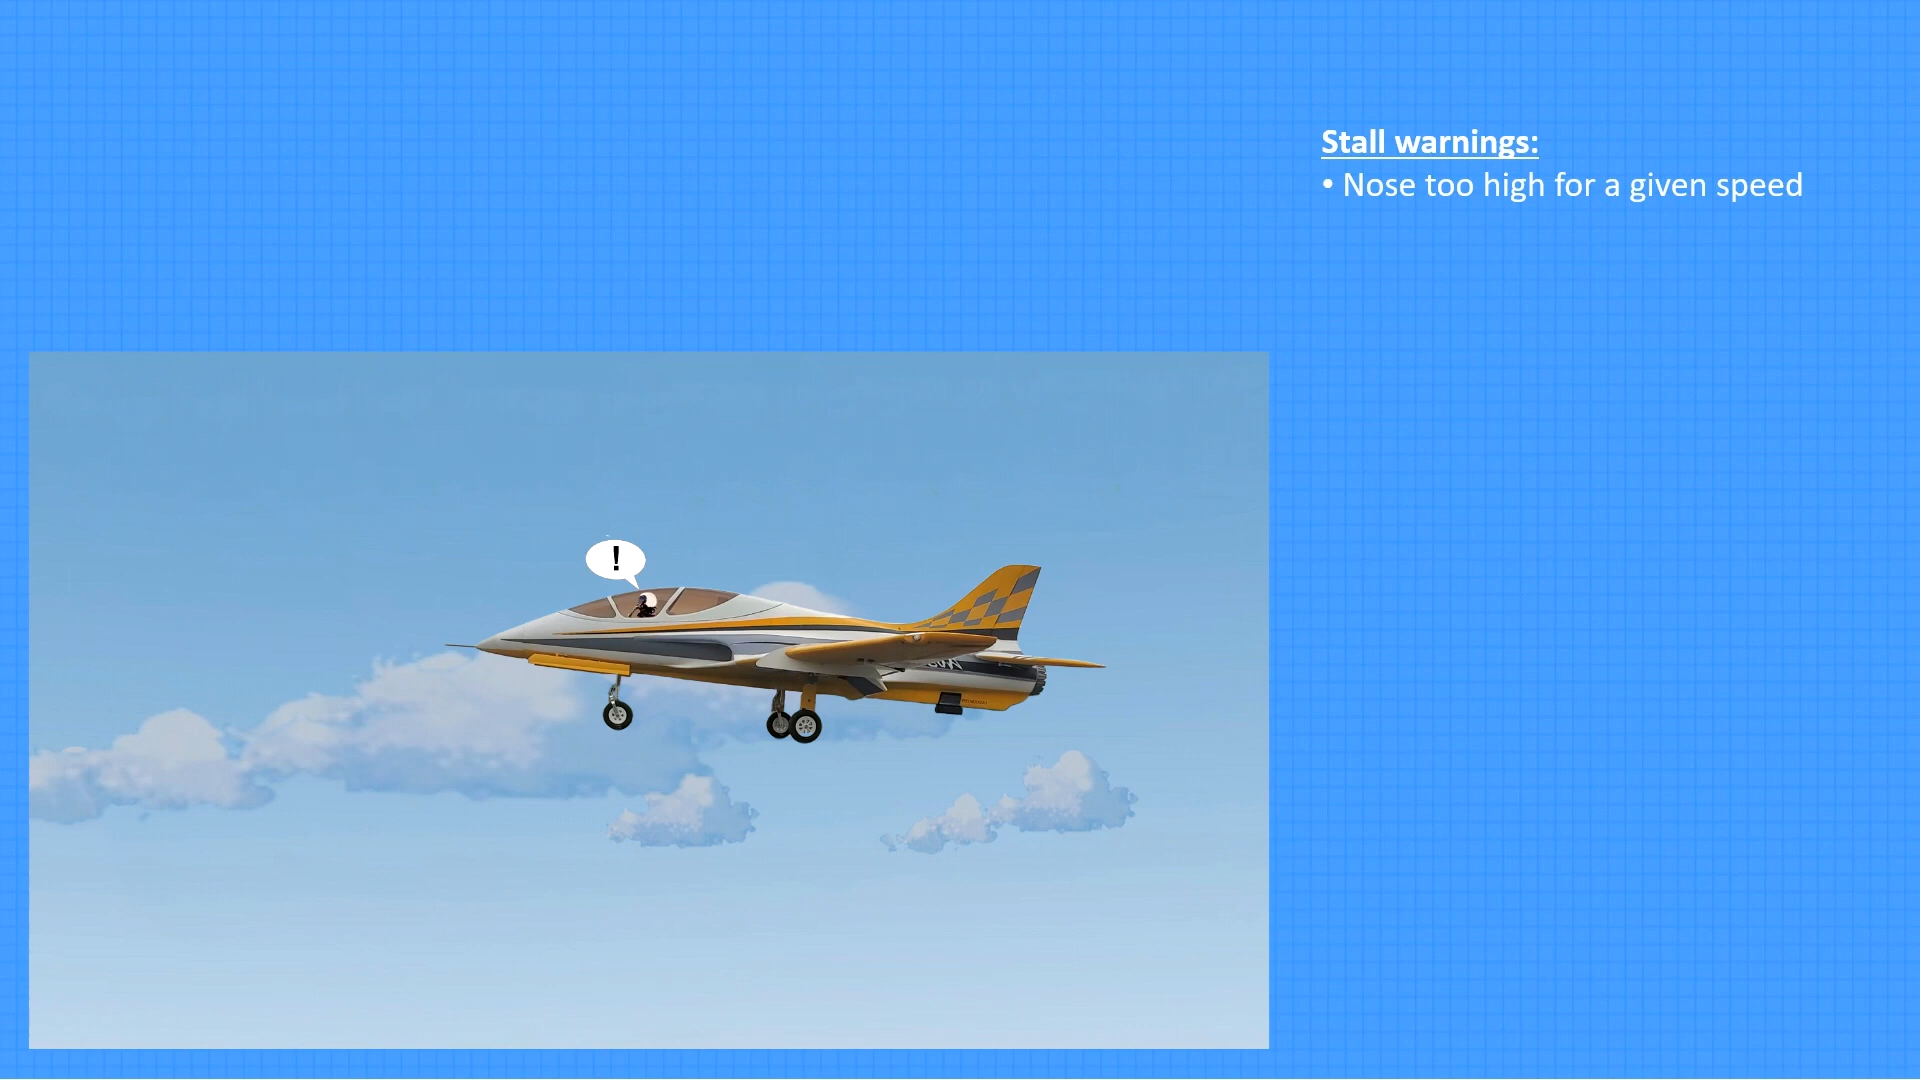 Stall warnings:
• Nose too high for a given speed
!